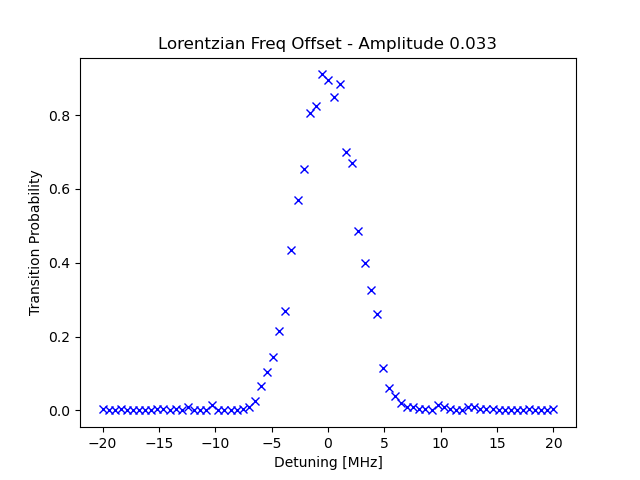 Lorentzian Freq Offset - Amplitude 0.033
Transition Probability
0.8
0.6
0.4
0.2
0.0
−20 −15 −10 −5 0 5 10 15 20
Detuning [MHz]